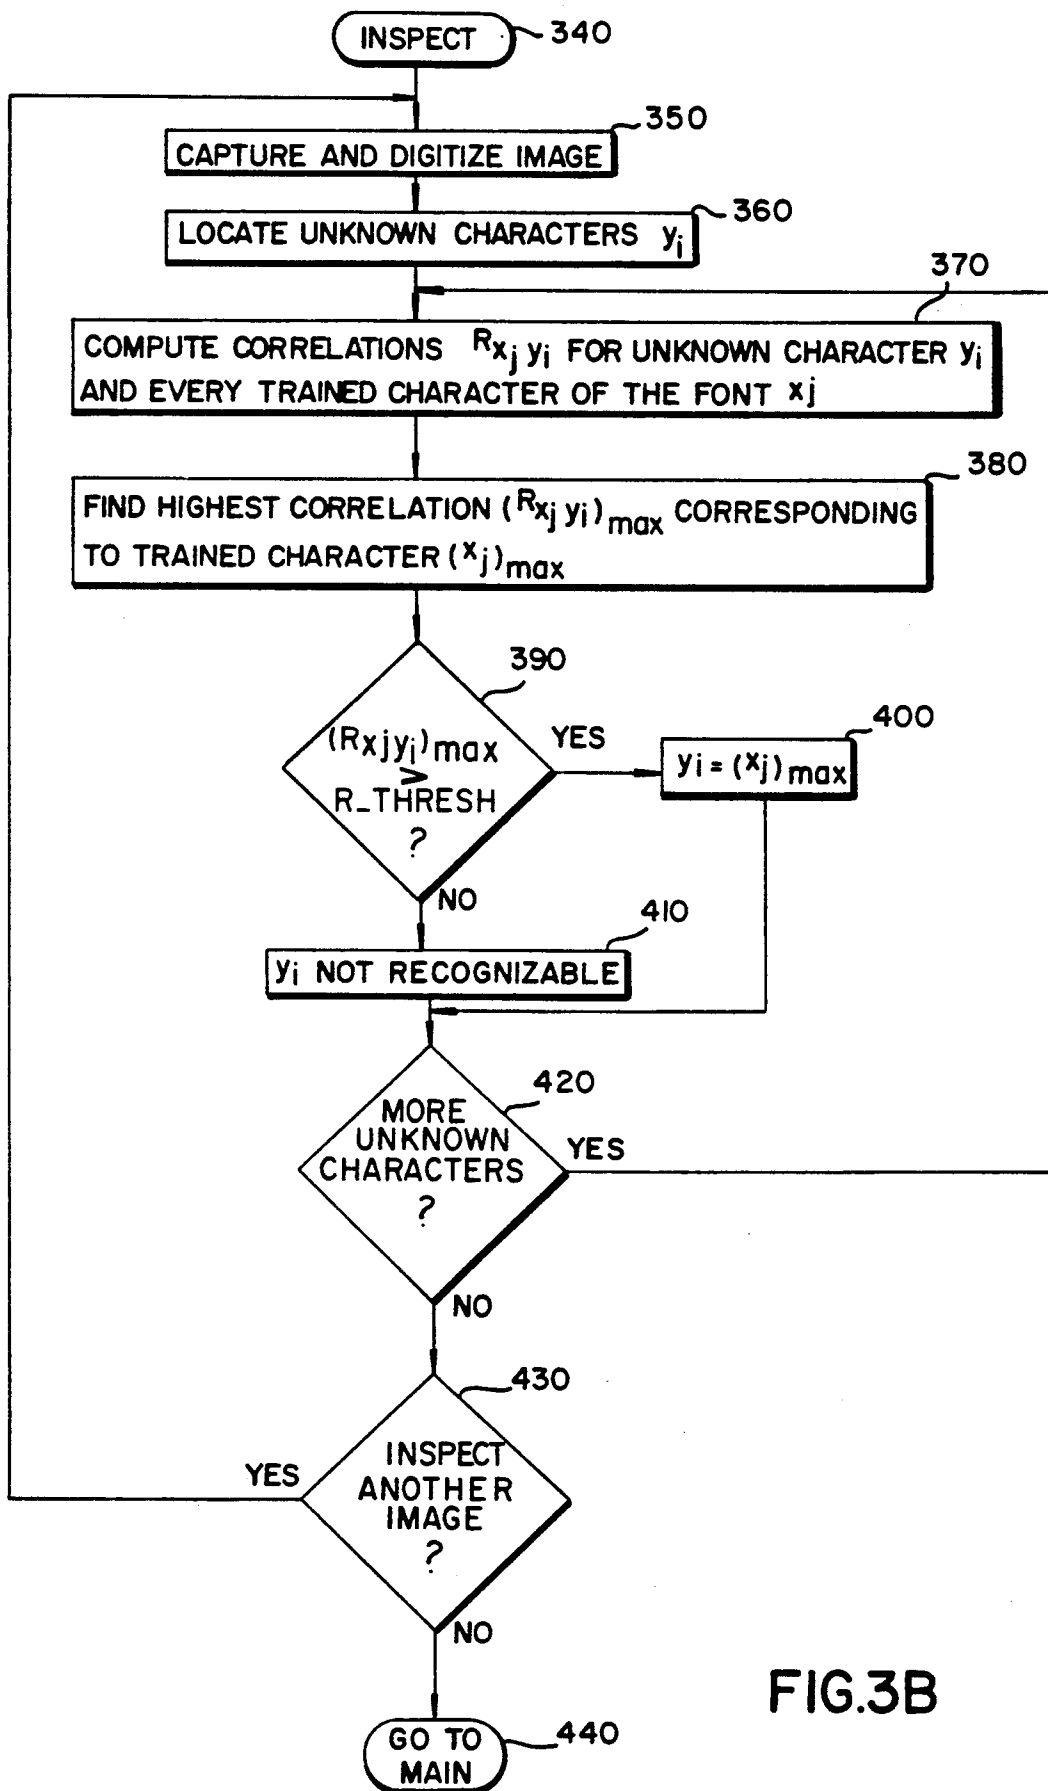 INSPECT
340
350
CAPTURE AND DIGITIZE IMAGE
360
LOCATE UNKNOWN CHARACTERS yi
370
COMPUTE CORRELATIONS Rxj yi FOR UNKNOWN CHARACTER yi
AND EVERY TRAINED CHARACTER OF THE FONT xj
380
FIND HIGHEST CORRELATION (Rxj yi)max CORRESPONDING
TO TRAINED CHARACTER (xj)max
390
(Rxjyi)max
≥
R_THRESH
?
YES
400
yi = (xj)max
NO
410
yi NOT RECOGNIZABLE
420
MORE
UNKNOWN
CHARACTERS
?
YES
NO
430
INSPECT
ANOTHER
IMAGE
?
YES
NO
FIG.3B
GO TO
MAIN
440